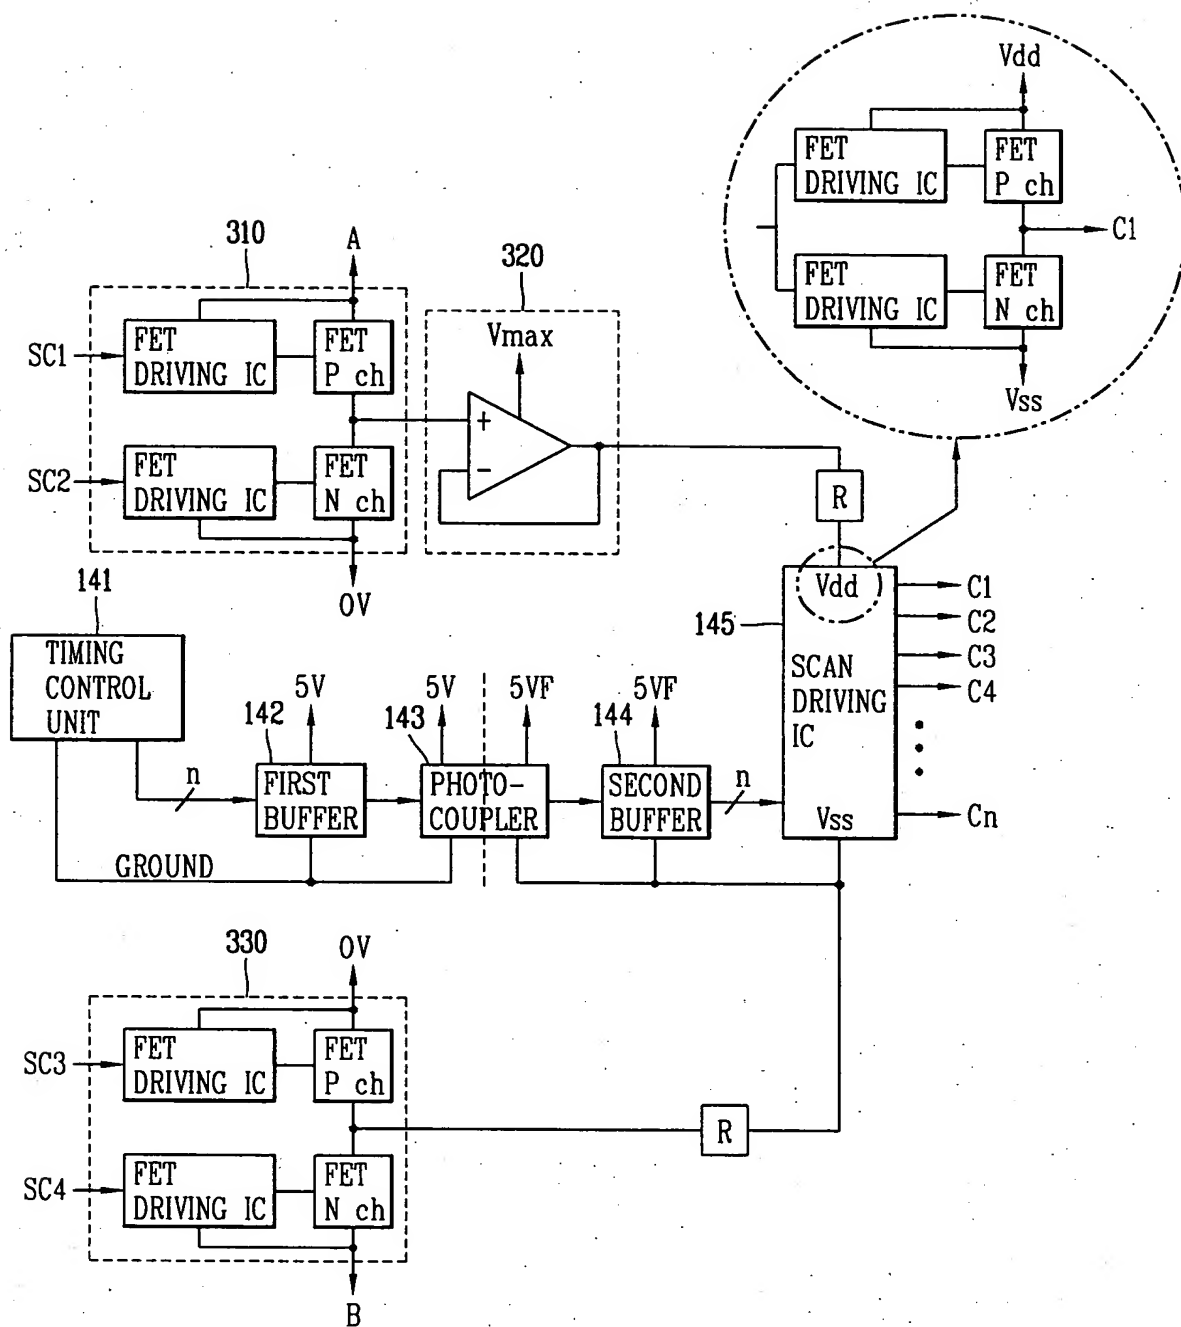 Vdd
FET
DRIVING IC
FET
P ch
C1
FET
DRIVING IC
FET
N ch
Vss
310
A
SC1
FET
DRIVING IC
FET
P ch
SC2
FET
DRIVING IC
FET
N ch
0V
320
Vmax
+
−
R
Vdd
145
SCAN
DRIVING
IC
Vss
C1
C2
C3
C4
Cn
141
TIMING
CONTROL
UNIT
n
142
5V
FIRST
BUFFER
143
5V
5VF
PHOTO-
COUPLER
144
5VF
SECOND
BUFFER
n
GROUND
330
0V
SC3
FET
DRIVING IC
FET
P ch
SC4
FET
DRIVING IC
FET
N ch
B
R